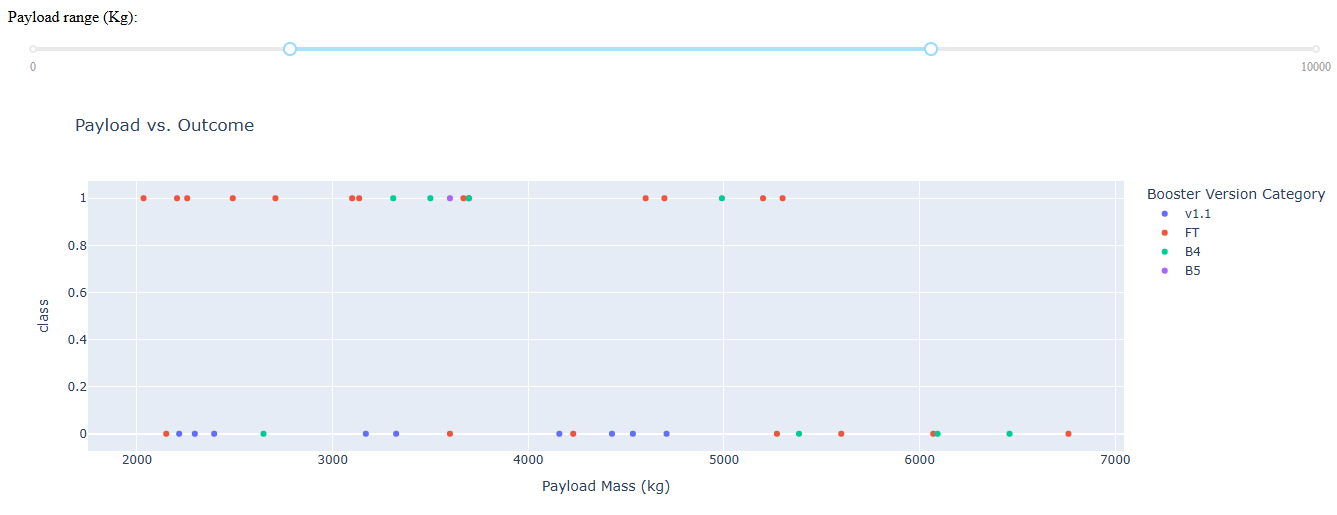 Payload range (Kg):
0 10000
Payload vs. Outcome
Booster Version Category
v1.1
FT
B4
B5
class
1
0.8
0.6
0.4
0.2
0
2000 3000 4000 5000 6000 7000
Payload Mass (kg)